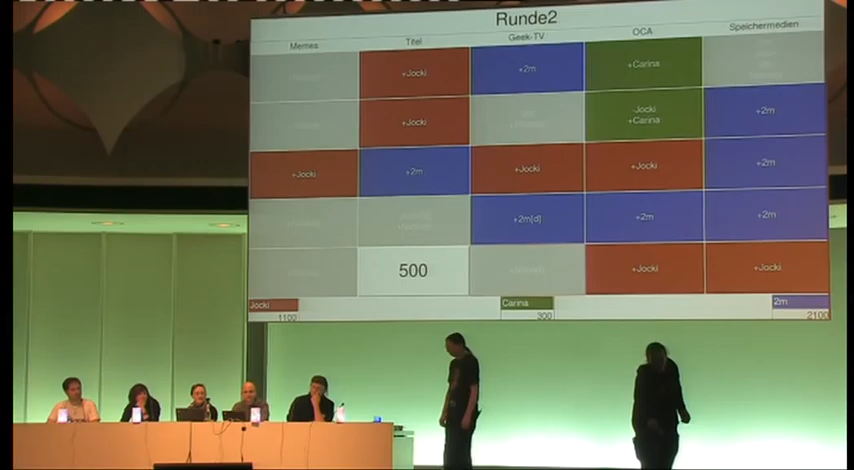 Runde2
Memes Titel Geek-TV OCA Speichermedien
+Jocki +2m +Carina
+Jocki -Jocki +2m
+Carina
+Jocki +2m +Jocki +Jocki +2m
+2m[d] +2m +2m
500 +Jocki +Jocki
Jocki Carina 2m
1100 300 2100